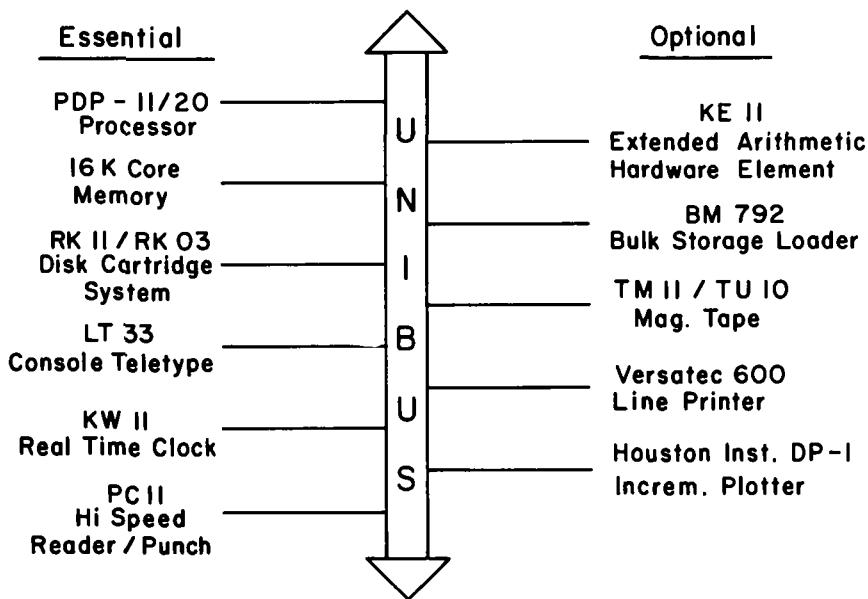 Essential
PDP - 11/20
Processor
16 K Core
Memory
RK 11 / RK 03
Disk Cartridge
System
LT 33
Console Teletype
KW 11
Real Time Clock
PC 11
Hi Speed
Reader / Punch
UNIBUS
Optional
KE 11
Extended Arithmetic
Hardware Element
BM 792
Bulk Storage Loader
TM 11 / TU 10
Mag. Tape
Versatec 600
Line Printer
Houston Inst. DP-1
Increm. Plotter